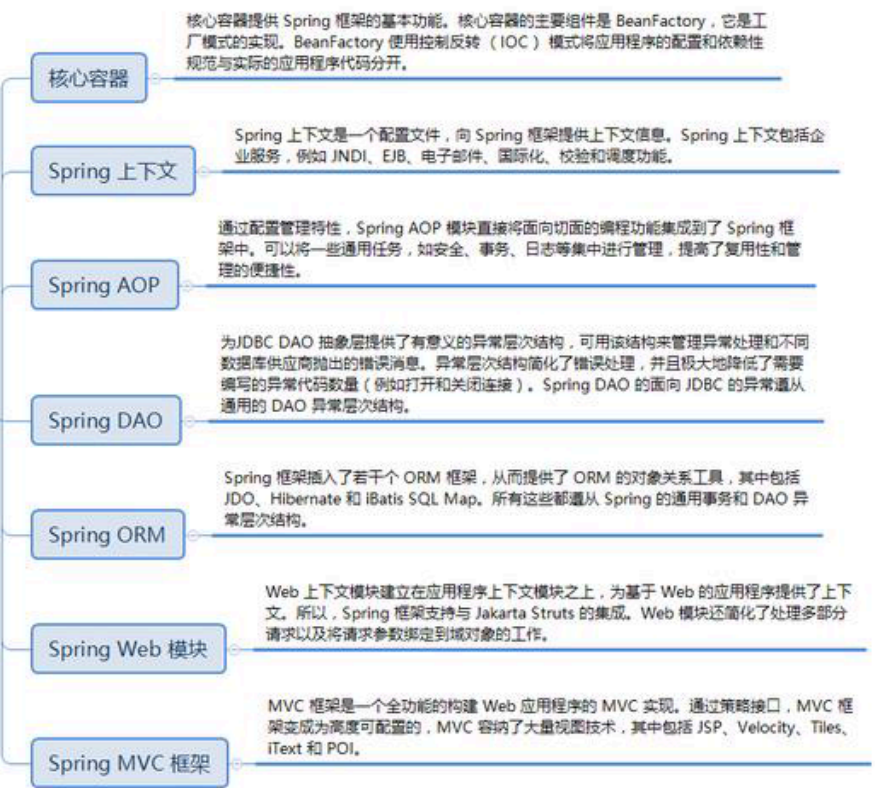 核心容器提供 Spring 框架的基本功能。核心容器的主要组件是 BeanFactory，它是工
厂模式的实现。BeanFactory 使用控制反转 （IOC） 模式将应用程序的配置和依赖性
规范与实际的应用程序代码分开。
核心容器
Spring 上下文是一个配置文件，向 Spring 框架提供上下文信息。Spring 上下文包括企
业服务，例如 JNDI、EJB、电子邮件、国际化、校验和调度功能。
Spring 上下文
通过配置管理特性，Spring AOP 模块直接将面向切面的编程功能集成到了 Spring 框
架中。可以将一些通用任务，如安全、事务、日志等集中进行管理，提高了复用性和管
理的便捷性。
Spring AOP
为JDBC DAO 抽象层提供了有意义的异常层次结构，可用该结构来管理异常处理和不同
数据库供应商抛出的错误消息。异常层次结构简化了错误处理，并且极大地降低了需要
编写的异常代码数量（例如打开和关闭连接）。Spring DAO 的面向 JDBC 的异常遵从
通用的 DAO 异常层次结构。
Spring DAO
Spring 框架插入了若干个 ORM 框架，从而提供了 ORM 的对象关系工具，其中包括
JDO、Hibernate 和 iBatis SQL Map。所有这些都遵从 Spring 的通用事务和 DAO 异
常层次结构。
Spring ORM
Web 上下文模块建立在应用程序上下文模块之上，为基于 Web 的应用程序提供了上下
文。所以，Spring 框架支持与 Jakarta Struts 的集成。Web 模块还简化了处理多部分
请求以及将请求参数绑定到域对象的工作。
Spring Web 模块
MVC 框架是一个全功能的构建 Web 应用程序的 MVC 实现。通过策略接口，MVC 框
架变成为高度可配置的，MVC 容纳了大量视图技术，其中包括 JSP、Velocity、Tiles、
iText 和 POI。
Spring MVC 框架